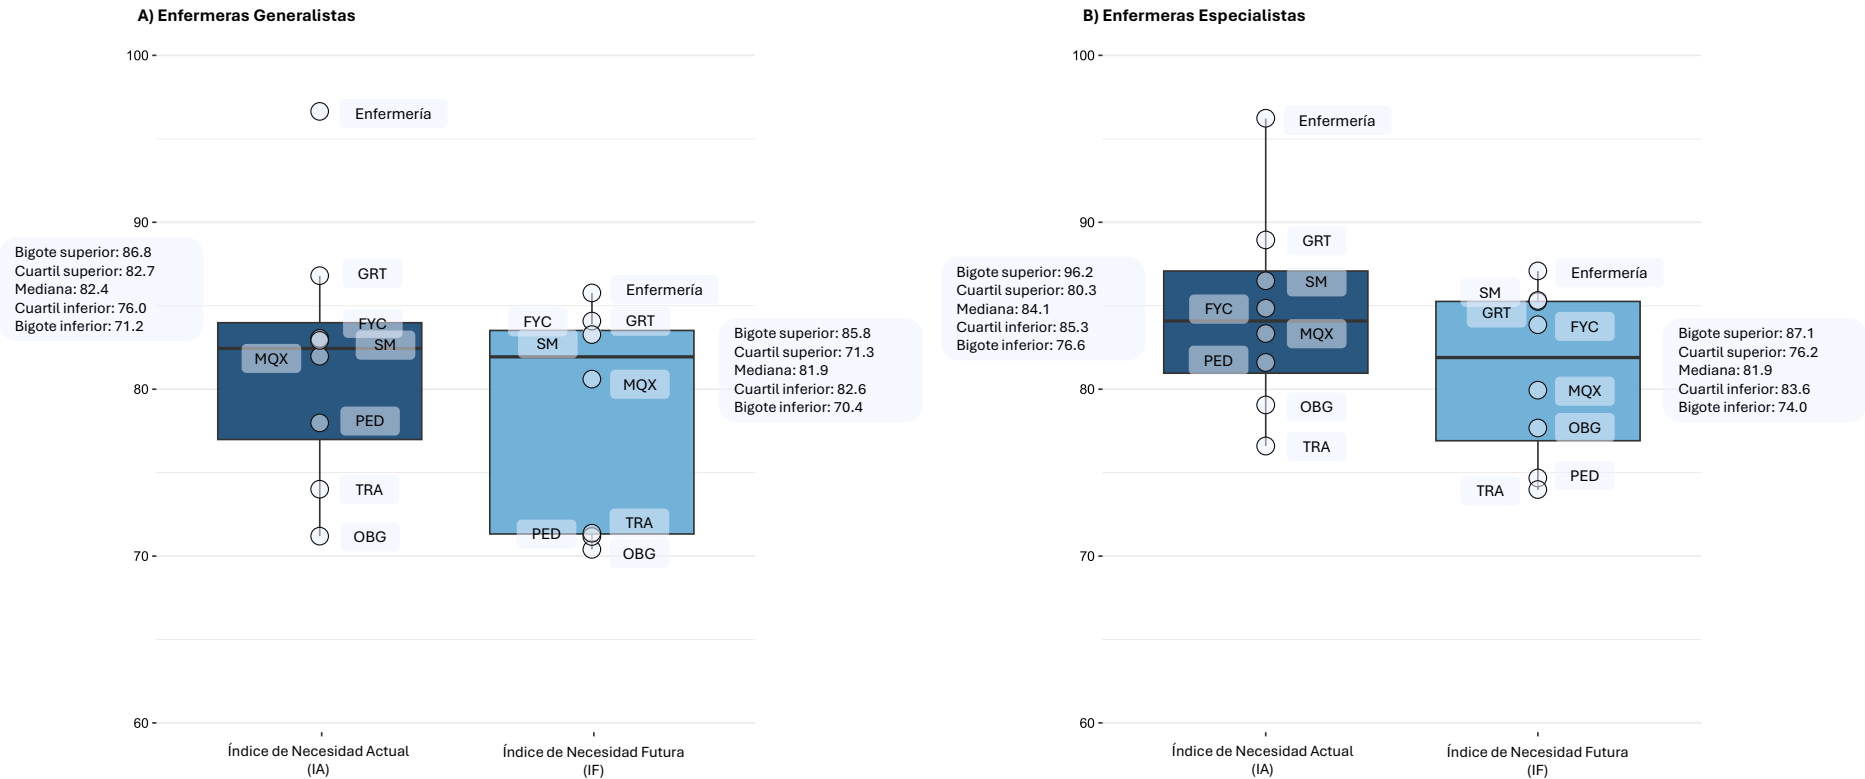 A) Enfermeras Generalistas
100
90
80
70
60
Enfermería
GRT
FYC
SM
MQX
PED
TRA
OBG
Bigote superior: 86.8
Cuartil superior: 82.7
Mediana: 82.4
Cuartil inferior: 76.0
Bigote inferior: 71.2
Enfermería
FYC
GRT
SM
MQX
TRA
PED
OBG
Bigote superior: 85.8
Cuartil superior: 71.3
Mediana: 81.9
Cuartil inferior: 82.6
Bigote inferior: 70.4
Índice de Necesidad Actual
(IA)
Índice de Necesidad Futura
(IF)
B) Enfermeras Especialistas
100
90
80
70
60
Bigote superior: 96.2
Cuartil superior: 80.3
Mediana: 84.1
Cuartil inferior: 85.3
Bigote inferior: 76.6
Enfermería
GRT
SM
FYC
MQX
PED
OBG
TRA
Enfermería
SM
GRT
FYC
MQX
OBG
PED
TRA
Bigote superior: 87.1
Cuartil superior: 76.2
Mediana: 81.9
Cuartil inferior: 83.6
Bigote inferior: 74.0
Índice de Necesidad Actual
(IA)
Índice de Necesidad Futura
(IF)